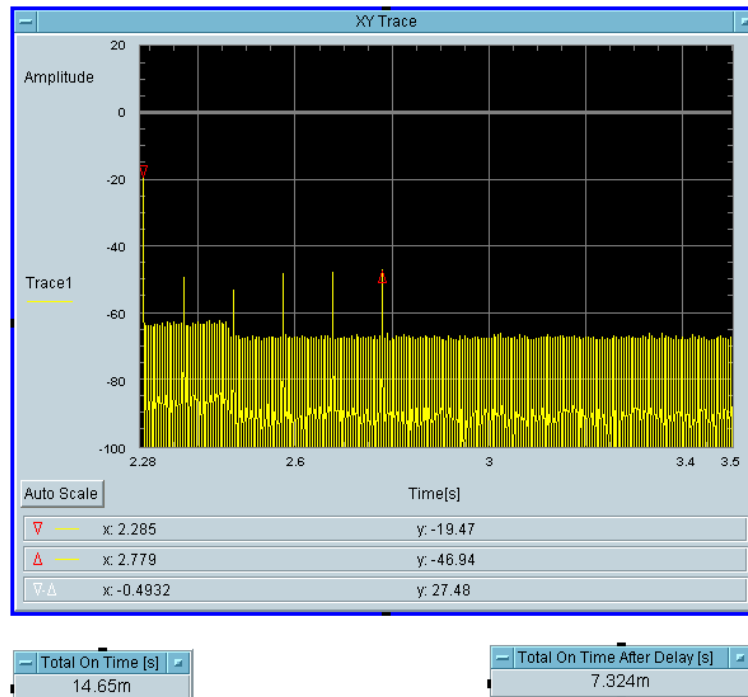 XY Trace
Amplitude
20
0
-20
-40
Trace1
-60
-80
-100
2.28 2.6 3 3.4 3.5
Auto Scale Time[s]
x: 2.285 y: -19.47
x: 2.779 y: -46.94
x: -0.4932 y: 27.48
Total On Time [s] Total On Time After Delay [s]
14.65m 7.324m